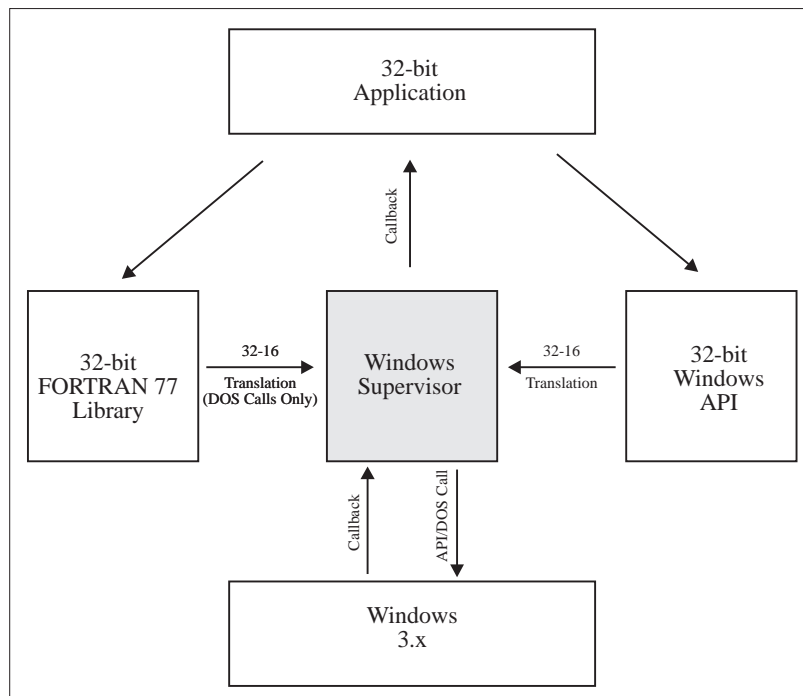 32-bit
Application
Callback
32-bit
FORTRAN 77
Library
32-16
Translation
(DOS Calls Only)
Windows
Supervisor
32-16
Translation
32-bit
Windows
API
Callback
API/DOS Call
Windows
3.x